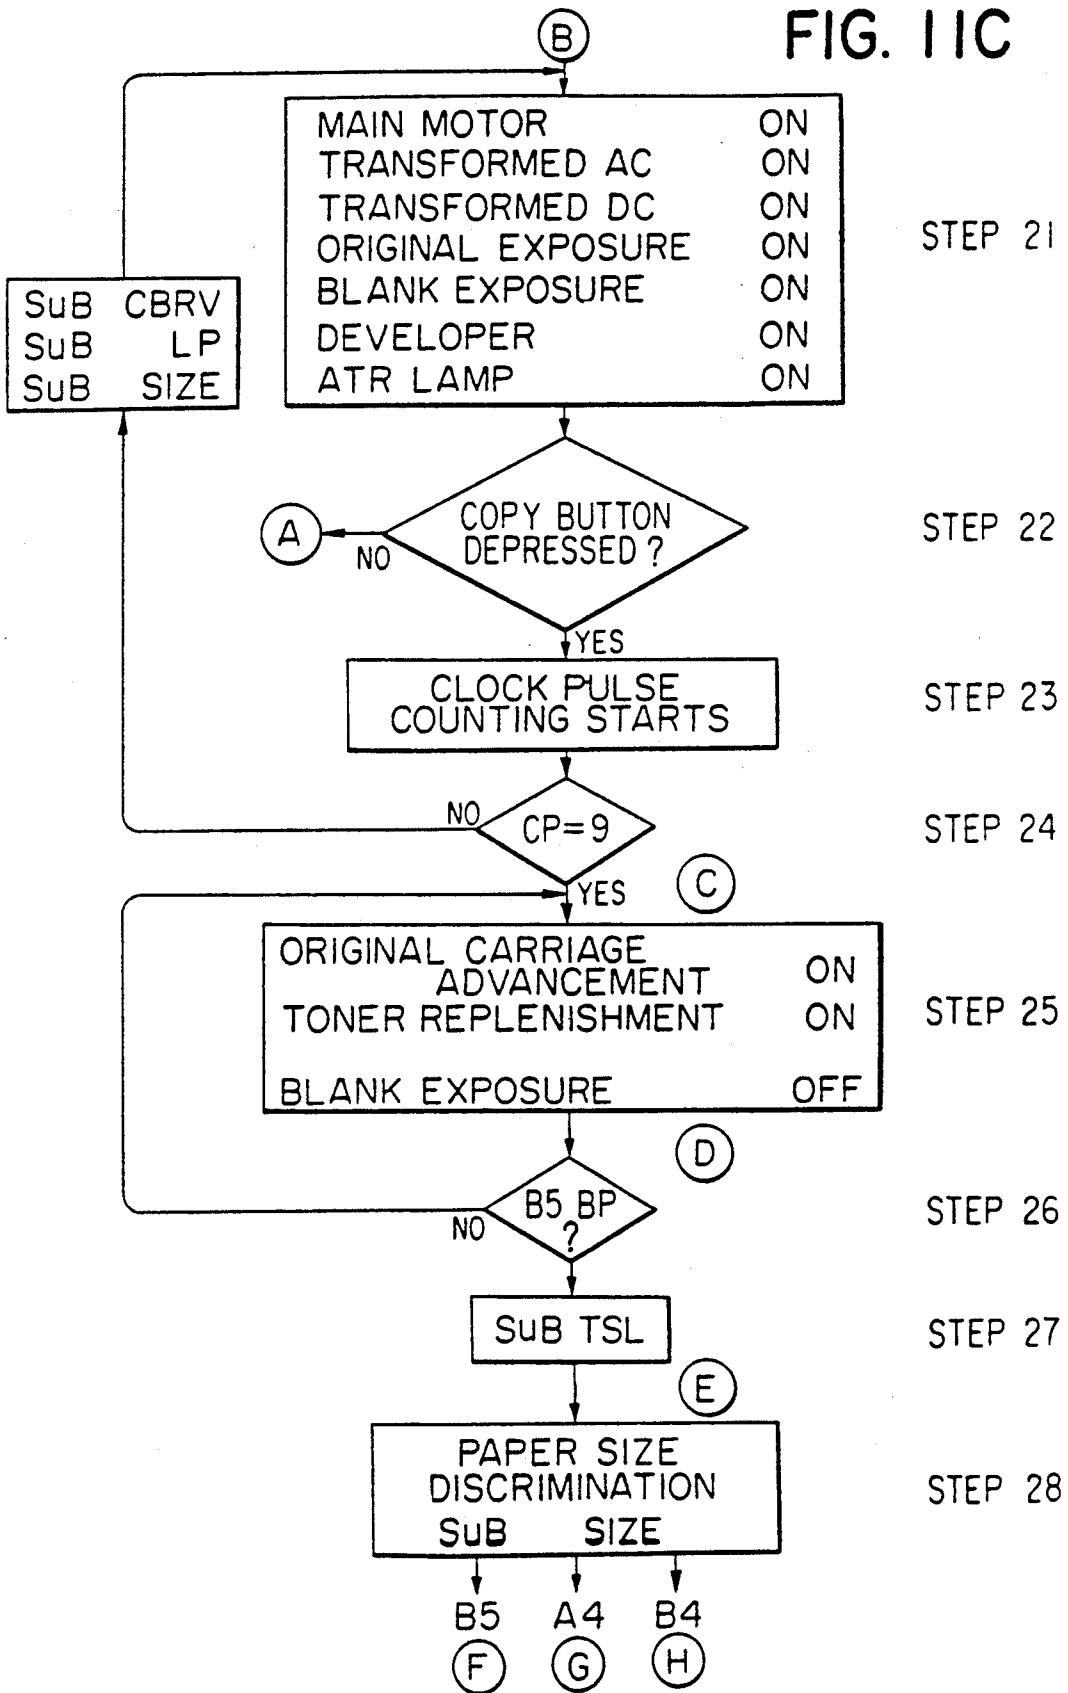 FIG. 11C
B
MAIN MOTOR ON
TRANSFORMED AC ON
TRANSFORMED DC ON
ORIGINAL EXPOSURE ON
BLANK EXPOSURE ON
DEVELOPER ON
ATR LAMP ON
STEP 21
SuB CBRV
SuB LP
SuB SIZE
COPY BUTTON
DEPRESSED ?
A
NO
STEP 22
YES
CLOCK PULSE
COUNTING STARTS
STEP 23
NO
CP=9
STEP 24
YES
C
ORIGINAL CARRIAGE
ADVANCEMENT ON
TONER REPLENISHMENT ON
BLANK EXPOSURE OFF
STEP 25
D
B5 BP
?
NO
STEP 26
SuB TSL
STEP 27
E
PAPER SIZE
DISCRIMINATION
SuB SIZE
STEP 28
B5 A4 B4
F G H